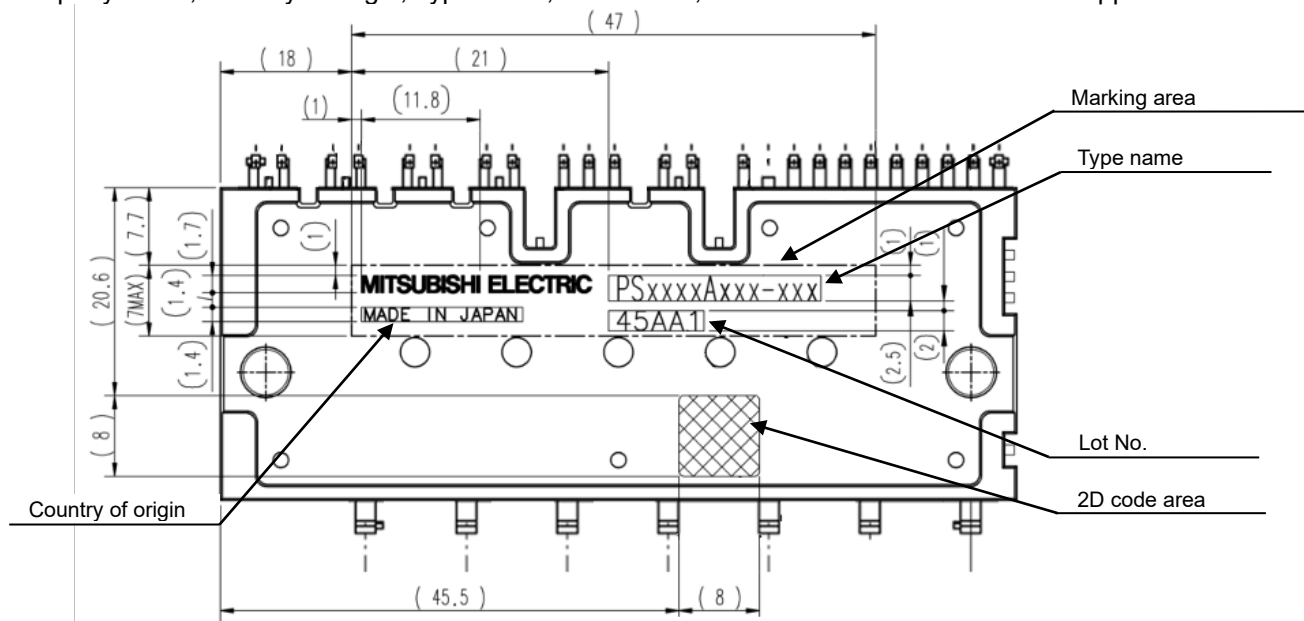 ( 47 )
( 18 )
( 21 )
(1)
(11.8)
Marking area
Type name
( 7.7 )
(1.7)
(1)
(1)
(1)
( 20.6 )
(7MAX)
(1.4)
MITSUBISHI ELECTRIC
PSxxxxAxxx-xxx
MADE IN JAPAN
45AA1
(1.4)
(2.5)
(2)
( 8 )
Lot No.
Country of origin
2D code area
( 45.5 )
( 8 )